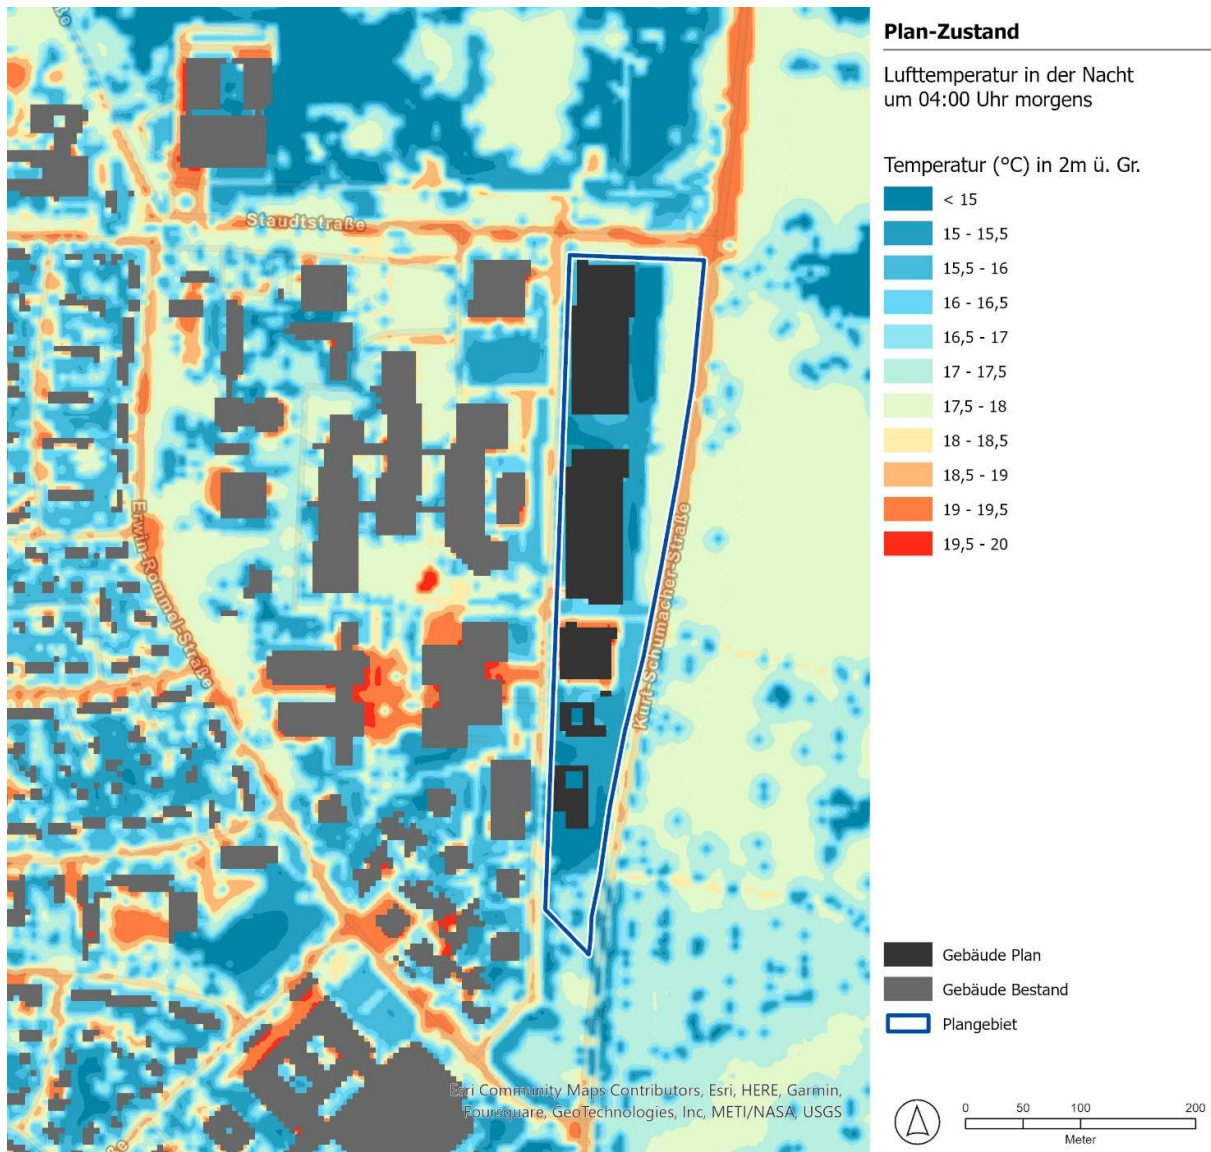 Plan-Zustand
Lufttemperatur in der Nacht
um 04:00 Uhr morgens
Temperatur (°C) in 2m ü. Gr.
< 15
15 - 15,5
15,5 - 16
16 - 16,5
16,5 - 17
17 - 17,5
17,5 - 18
18 - 18,5
18,5 - 19
19 - 19,5
19,5 - 20
Staudtstraße
Erwin-Rommel-Straße
Kurt-Schumacher-Straße
Gebäude Plan
Gebäude Bestand
Plangebiet
Esri Community Maps Contributors, Esri, HERE, Garmin,
Foursquare, GeoTechnologies, Inc, METI/NASA, USGS
0 50 100 200
Meter